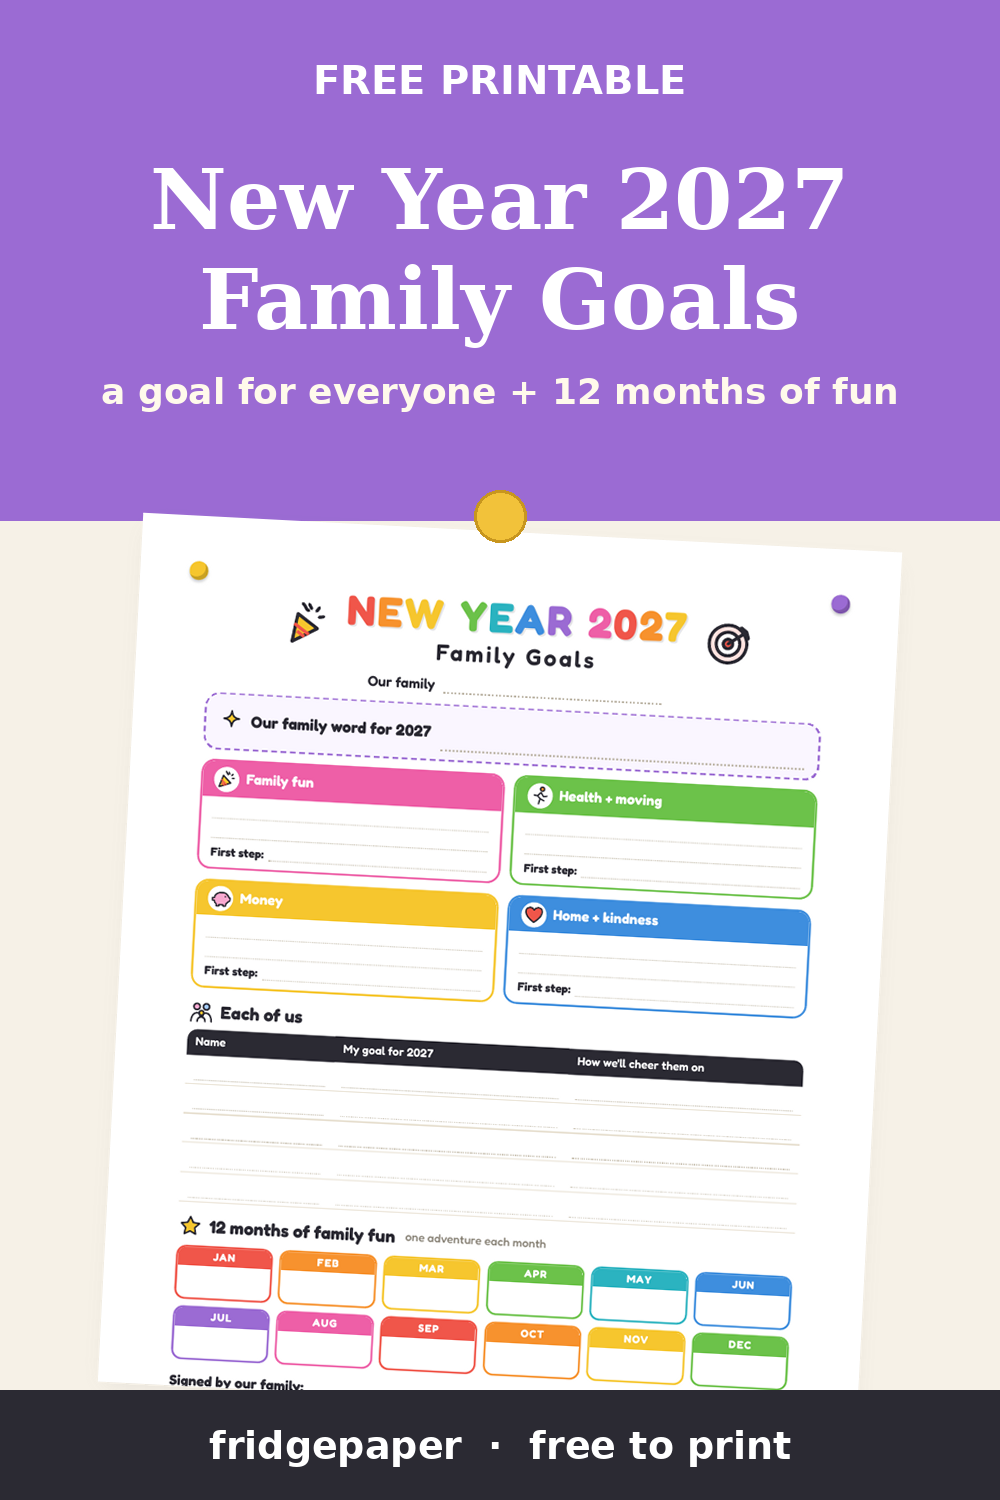 FREE PRINTABLE
New Year 2027
Family Goals
a goal for everyone + 12 months of fun
NEW YEAR 2027
Family Goals
Our family
Our family word for 2027
Family fun
First step:
Health + moving
First step:
Money
First step:
Home + kindness
First step:
Each of us
Name My goal for 2027 How we'll cheer them on
12 months of family fun one adventure each month
JAN FEB MAR APR MAY JUN
JUL AUG SEP OCT NOV DEC
Signed by our family:
fridgepaper · free to print